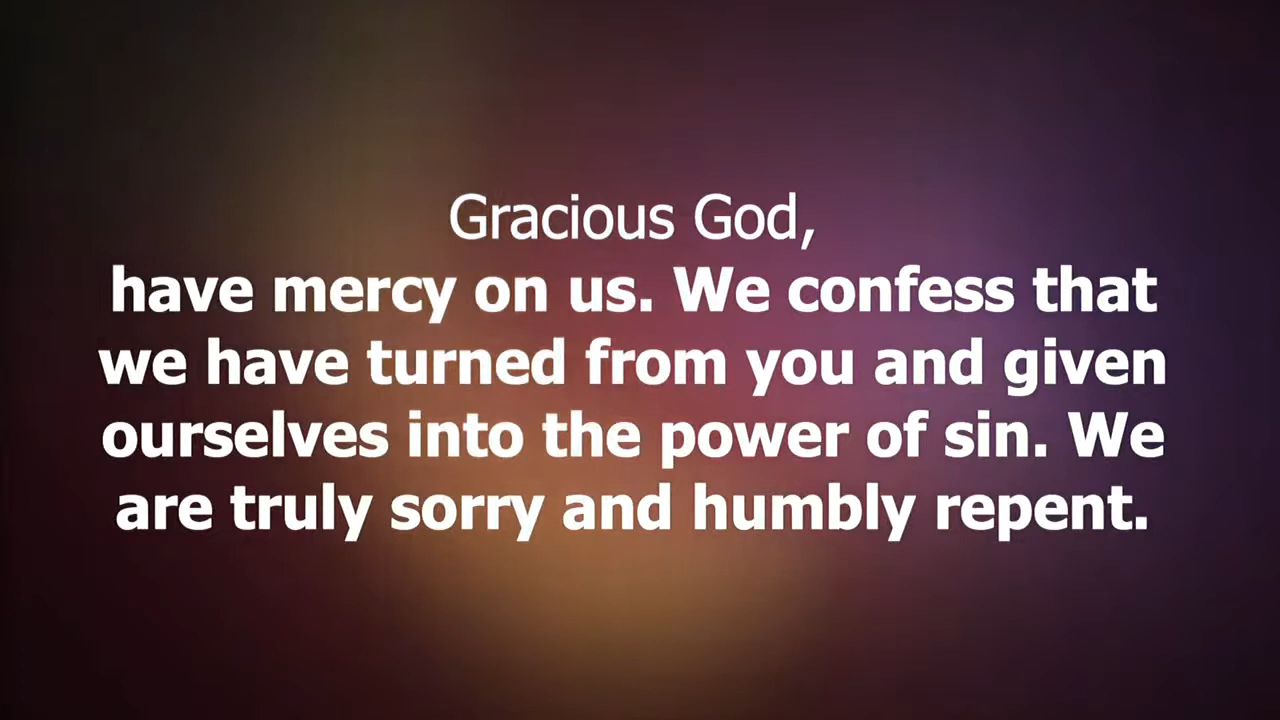 Gracious God,
have mercy on us. We confess that
we have turned from you and given
ourselves into the power of sin. We
are truly sorry and humbly repent.